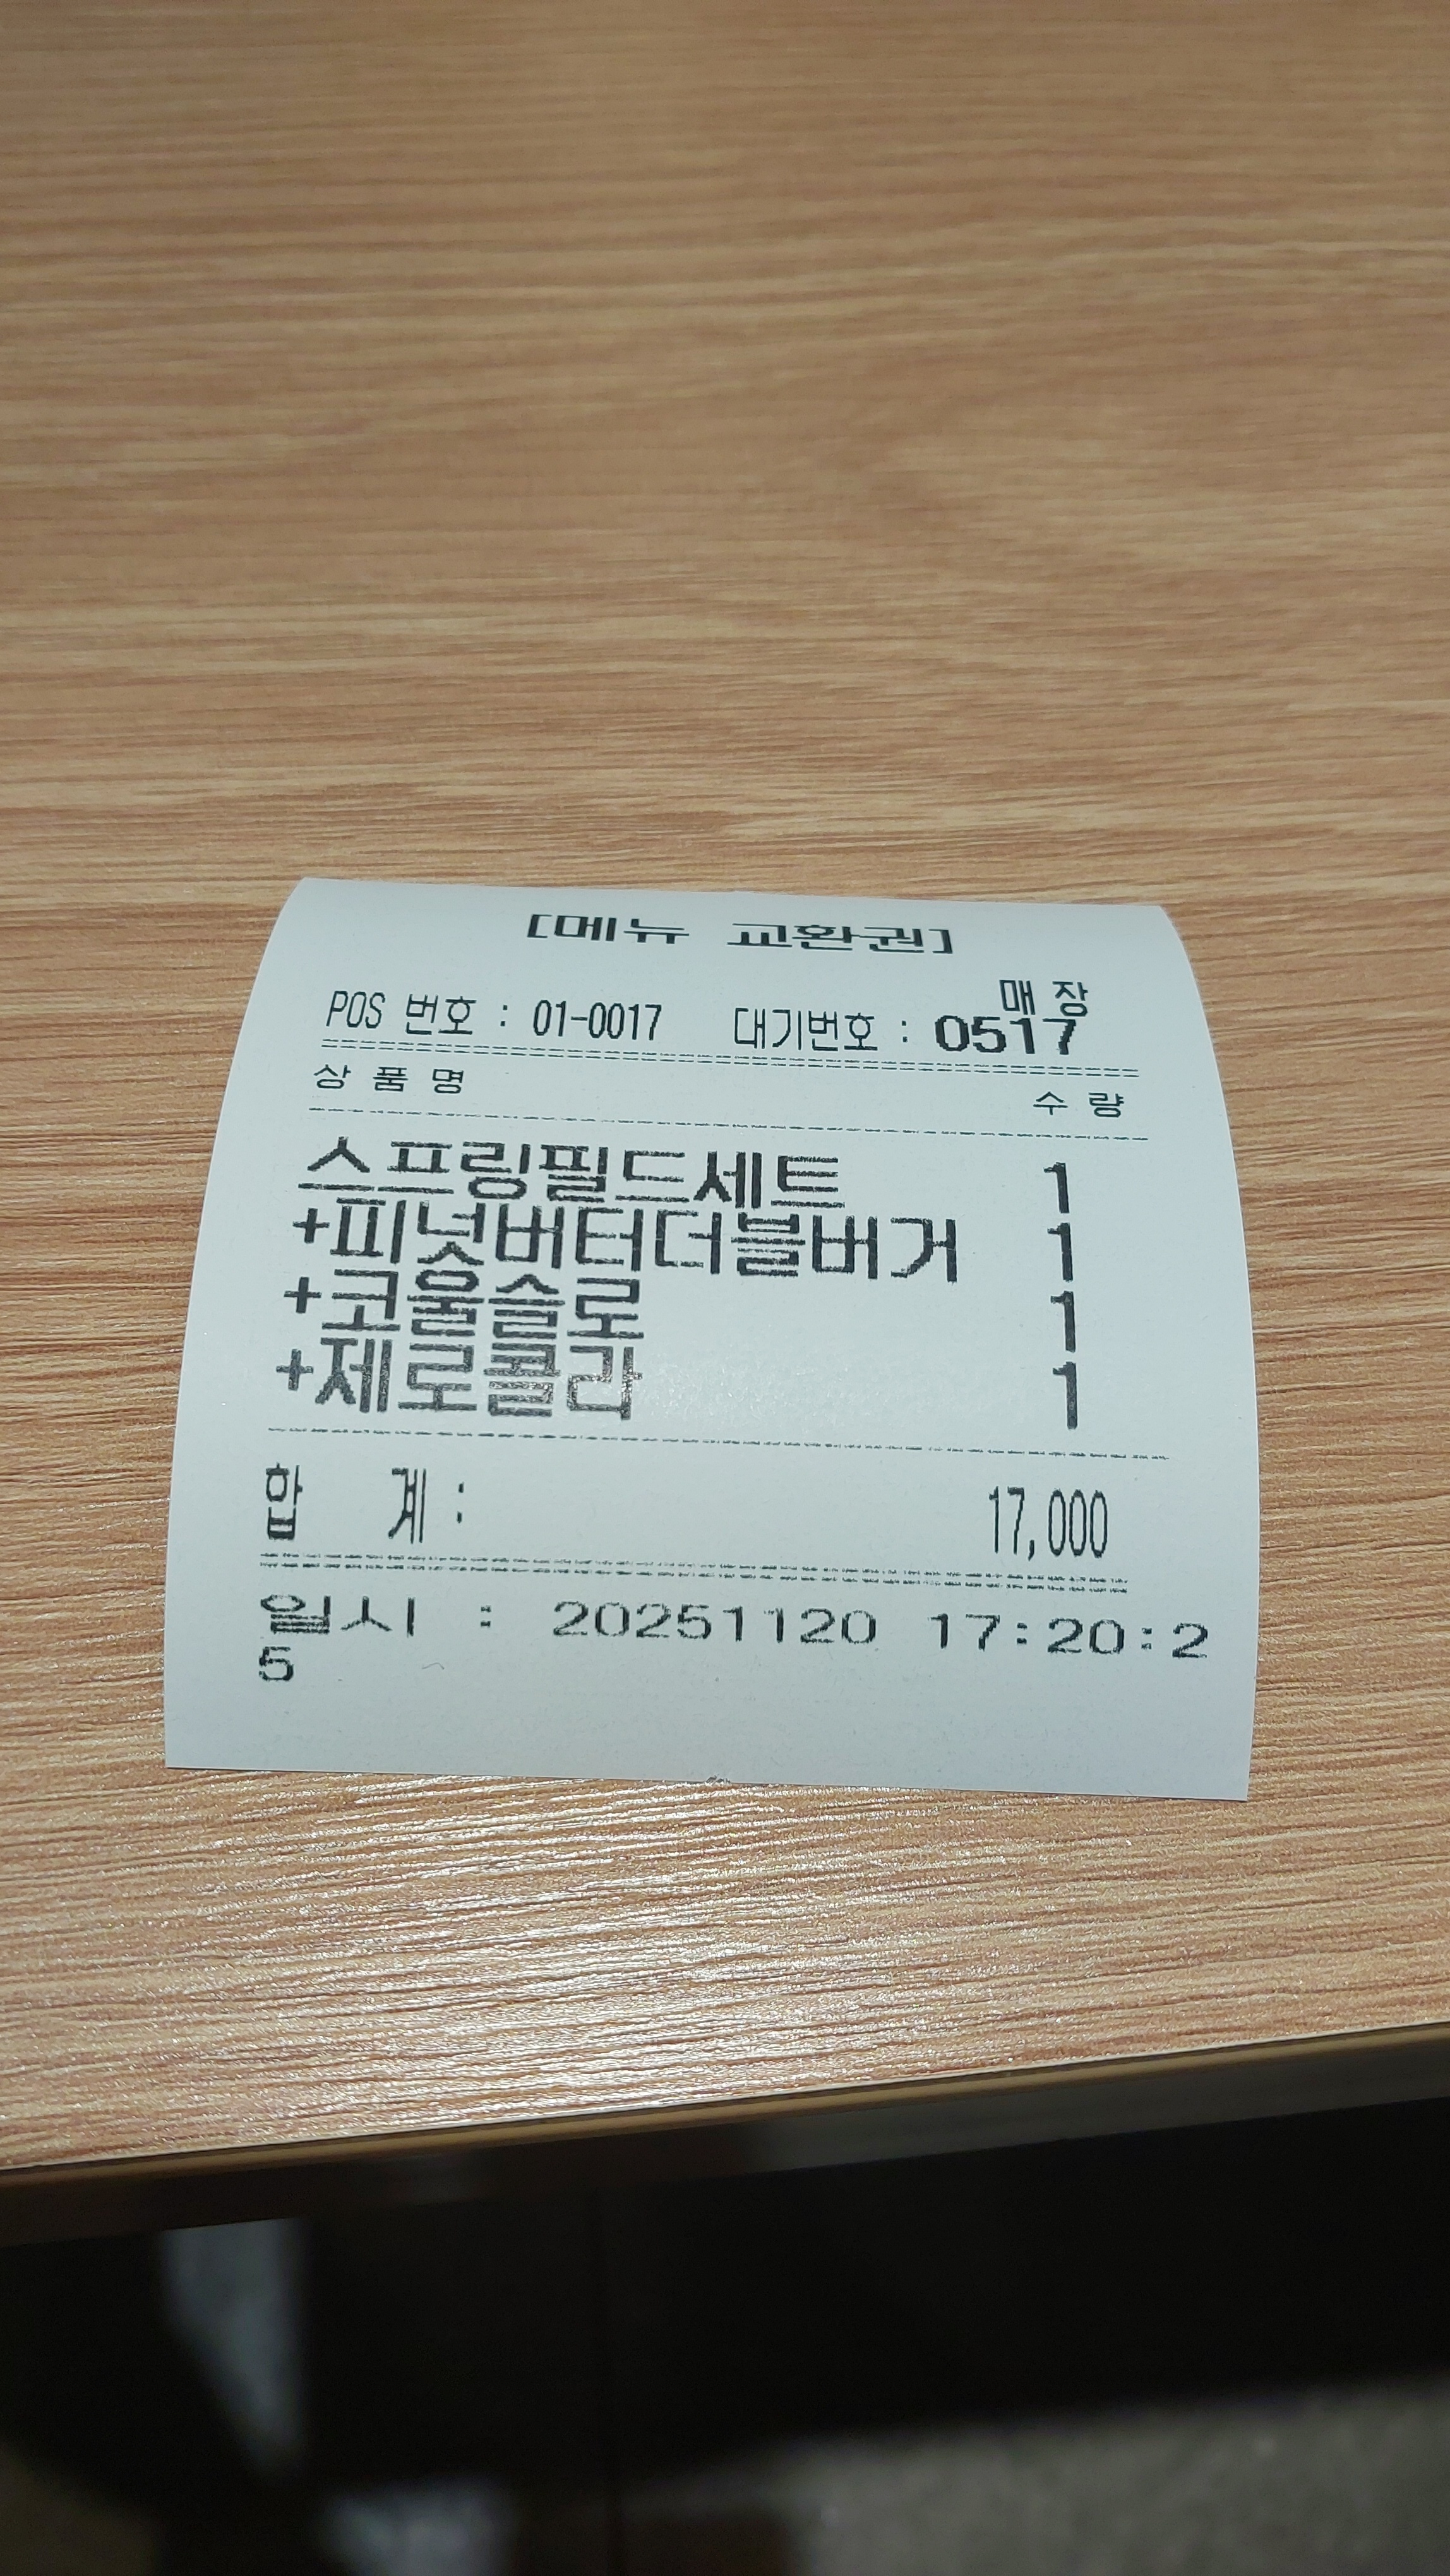 [메뉴 교환권]
매 장
POS 번호 : 01-0017 대기번호 : 0517
상 품 명 수 량
스프링필드세트 1
+피넛버터더블버거 1
+코울슬로 1
+제로콜라 1
합 계 : 17,000
일시 : 20251120 17:20:2
5